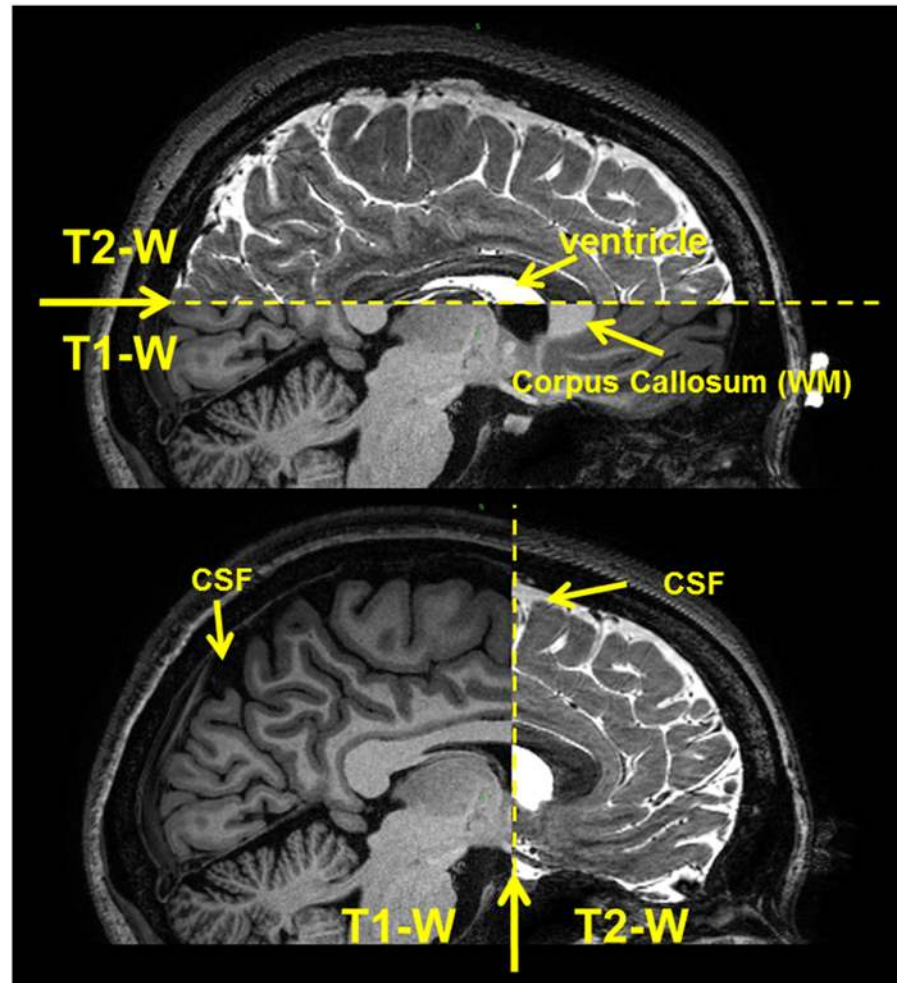 T2-W
ventricle
T1-W
Corpus Callosum (WM)
CSF
CSF
T1-W
T2-W